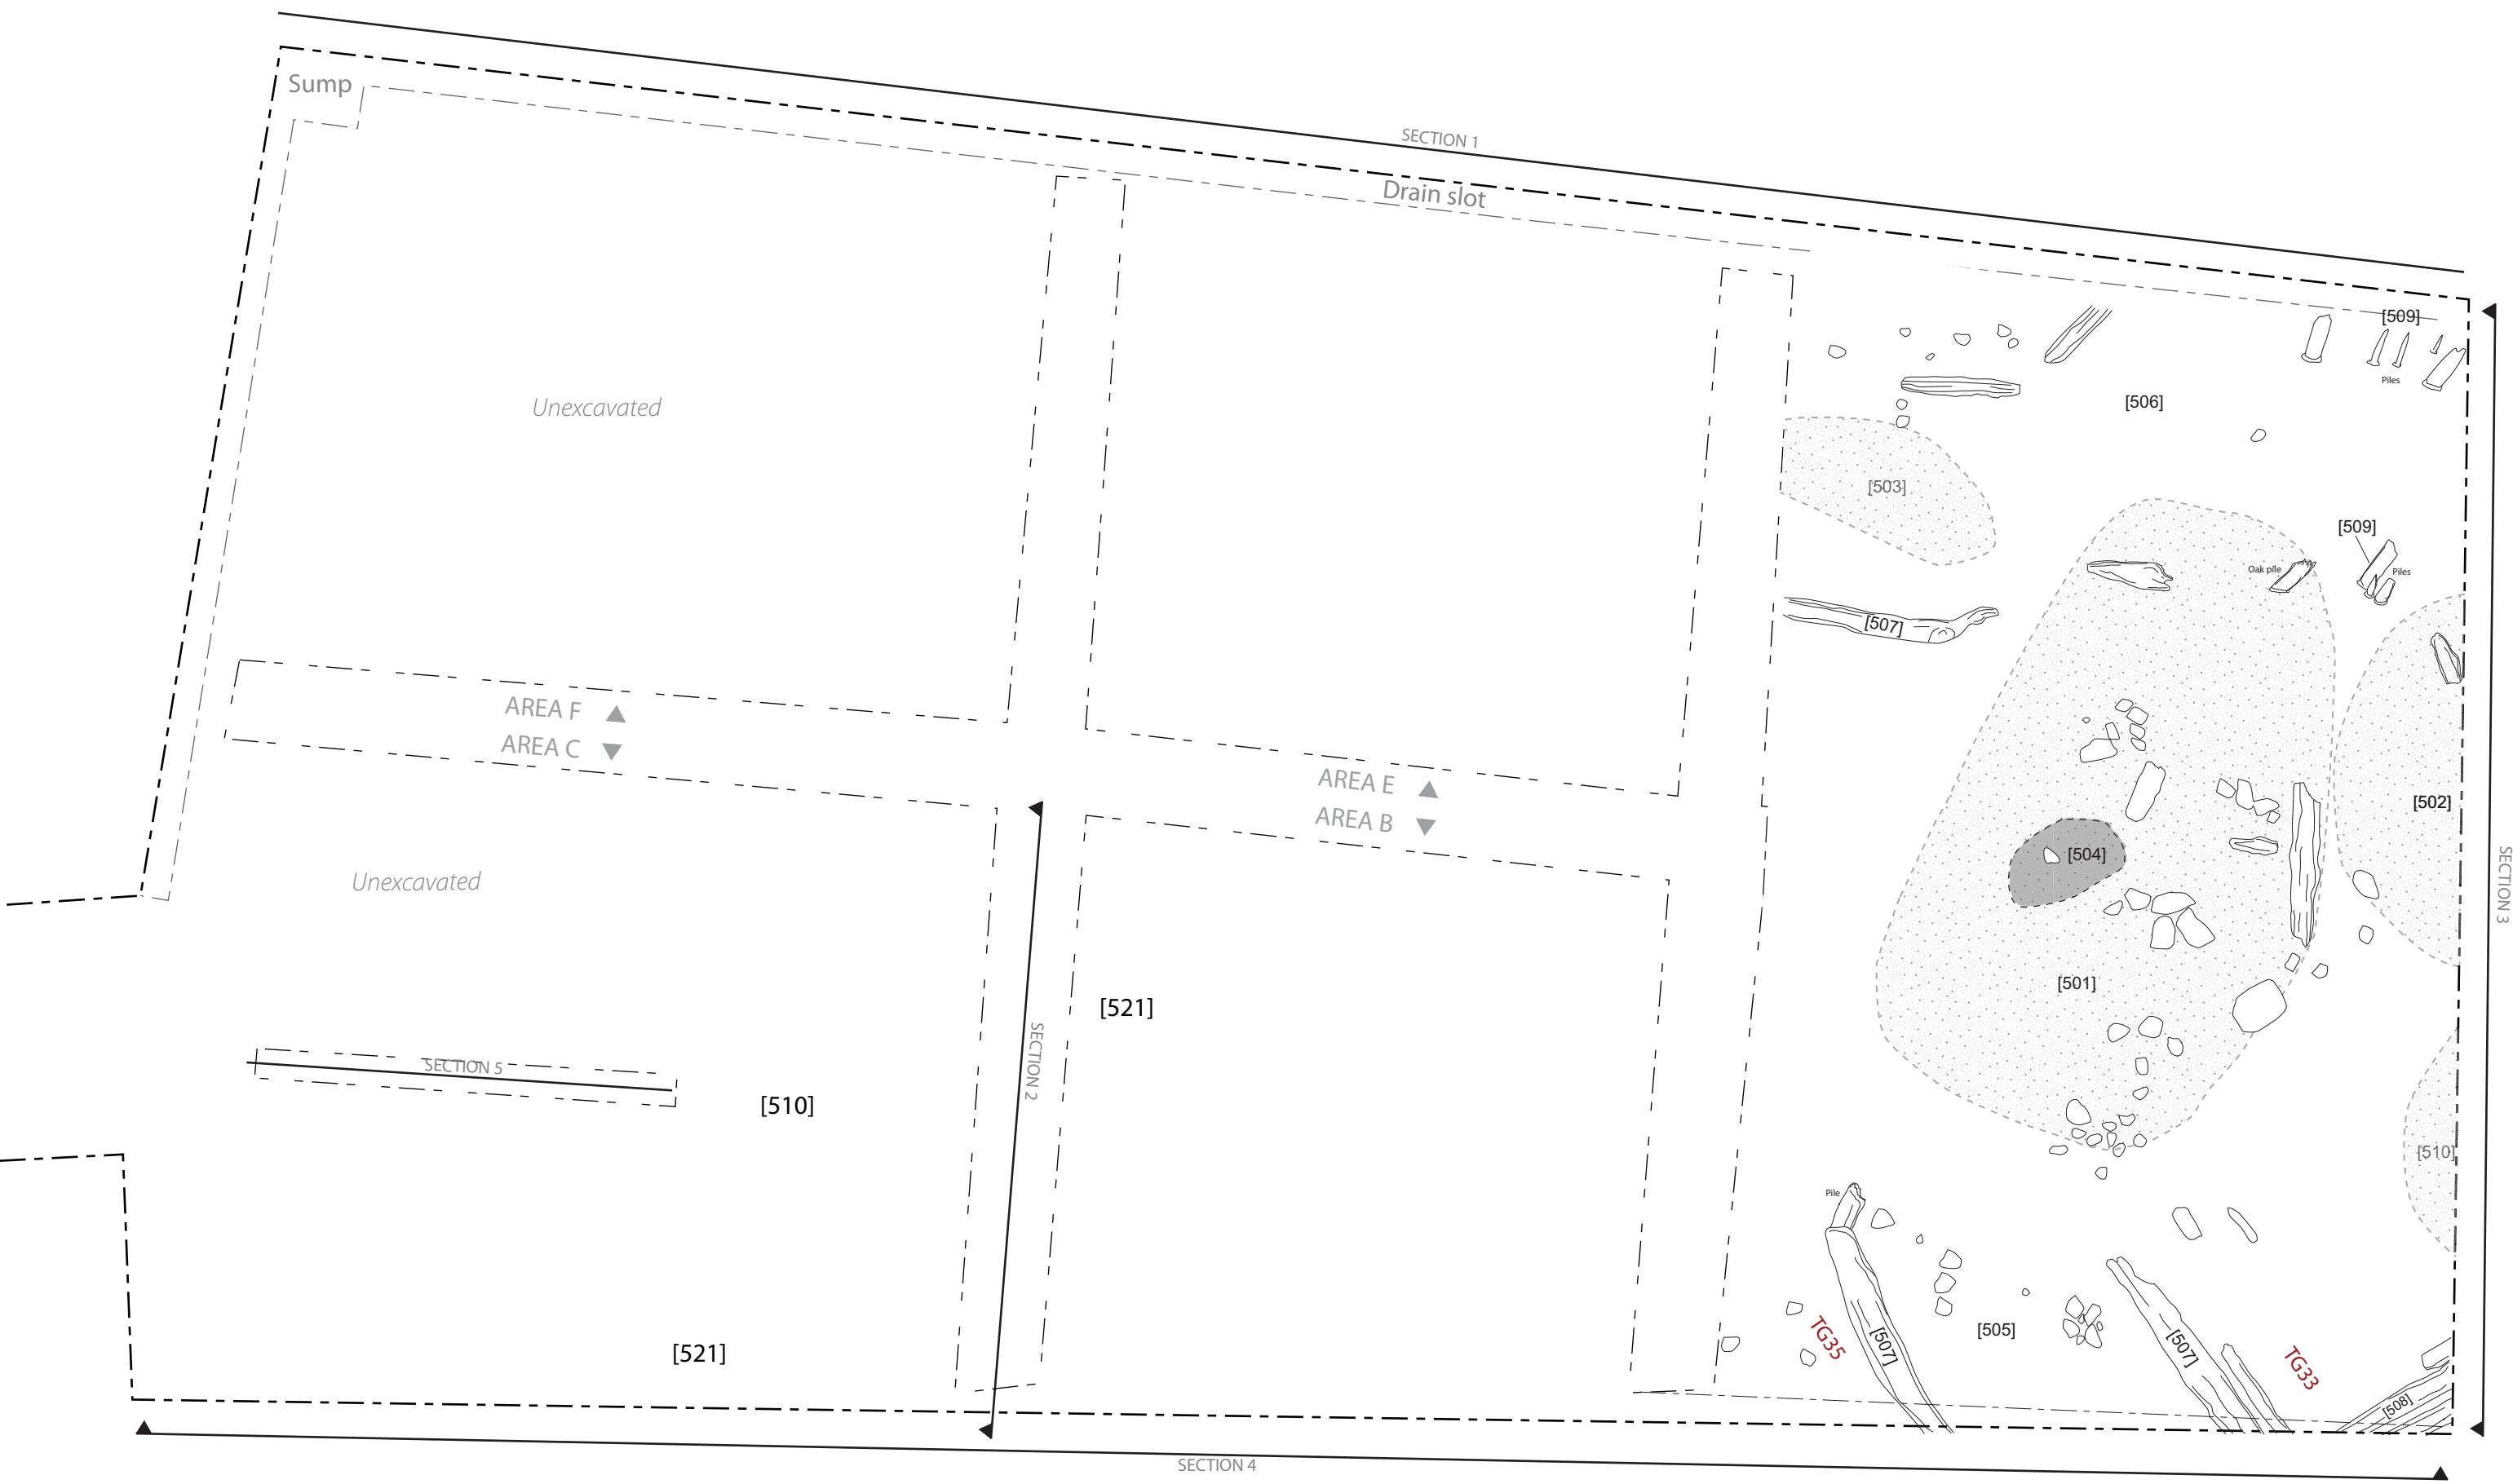 Sump
SECTION 1
Drain slot
[509]
Piles
[506]
Unexcavated
[503]
[509]
Oak pile
Piles
[507]
AREA F ▲
AREA C ▼
AREA E ▲
AREA B ▼
[502]
[504]
SECTION 3
Unexcavated
[501]
[521]
SECTION 2
SECTION 5
[510]
[510]
Pile
TG35
[507]
[505]
[507]
TG33
[521]
[508]
SECTION 4